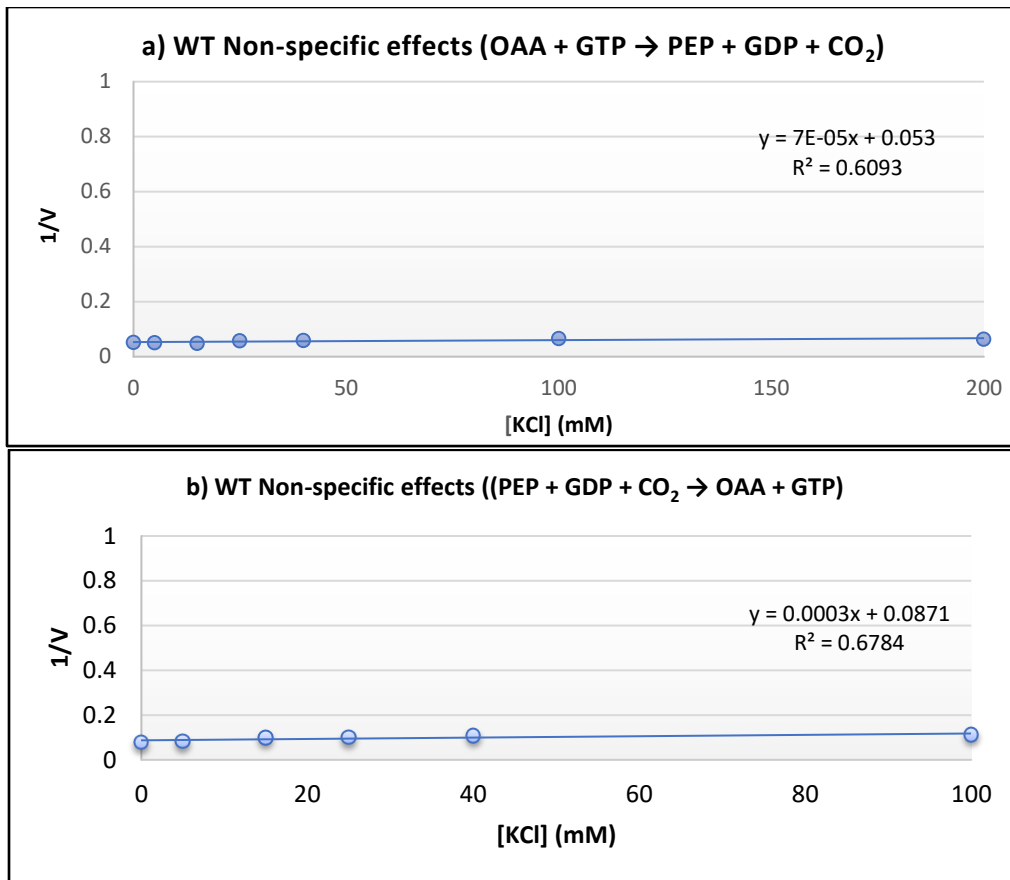 a) WT Non-specific effects (OAA + GTP → PEP + GDP + CO₂)
1
0.8
0.6
0.4
0.2
0
1/V
y = 7E-05x + 0.053
R² = 0.6093
0 50 100 150 200
[KCl] (mM)
b) WT Non-specific effects ((PEP + GDP + CO₂ → OAA + GTP)
1
0.8
0.6
0.4
0.2
0
1/V
y = 0.0003x + 0.0871
R² = 0.6784
0 20 40 60 80 100
[KCl] (mM)